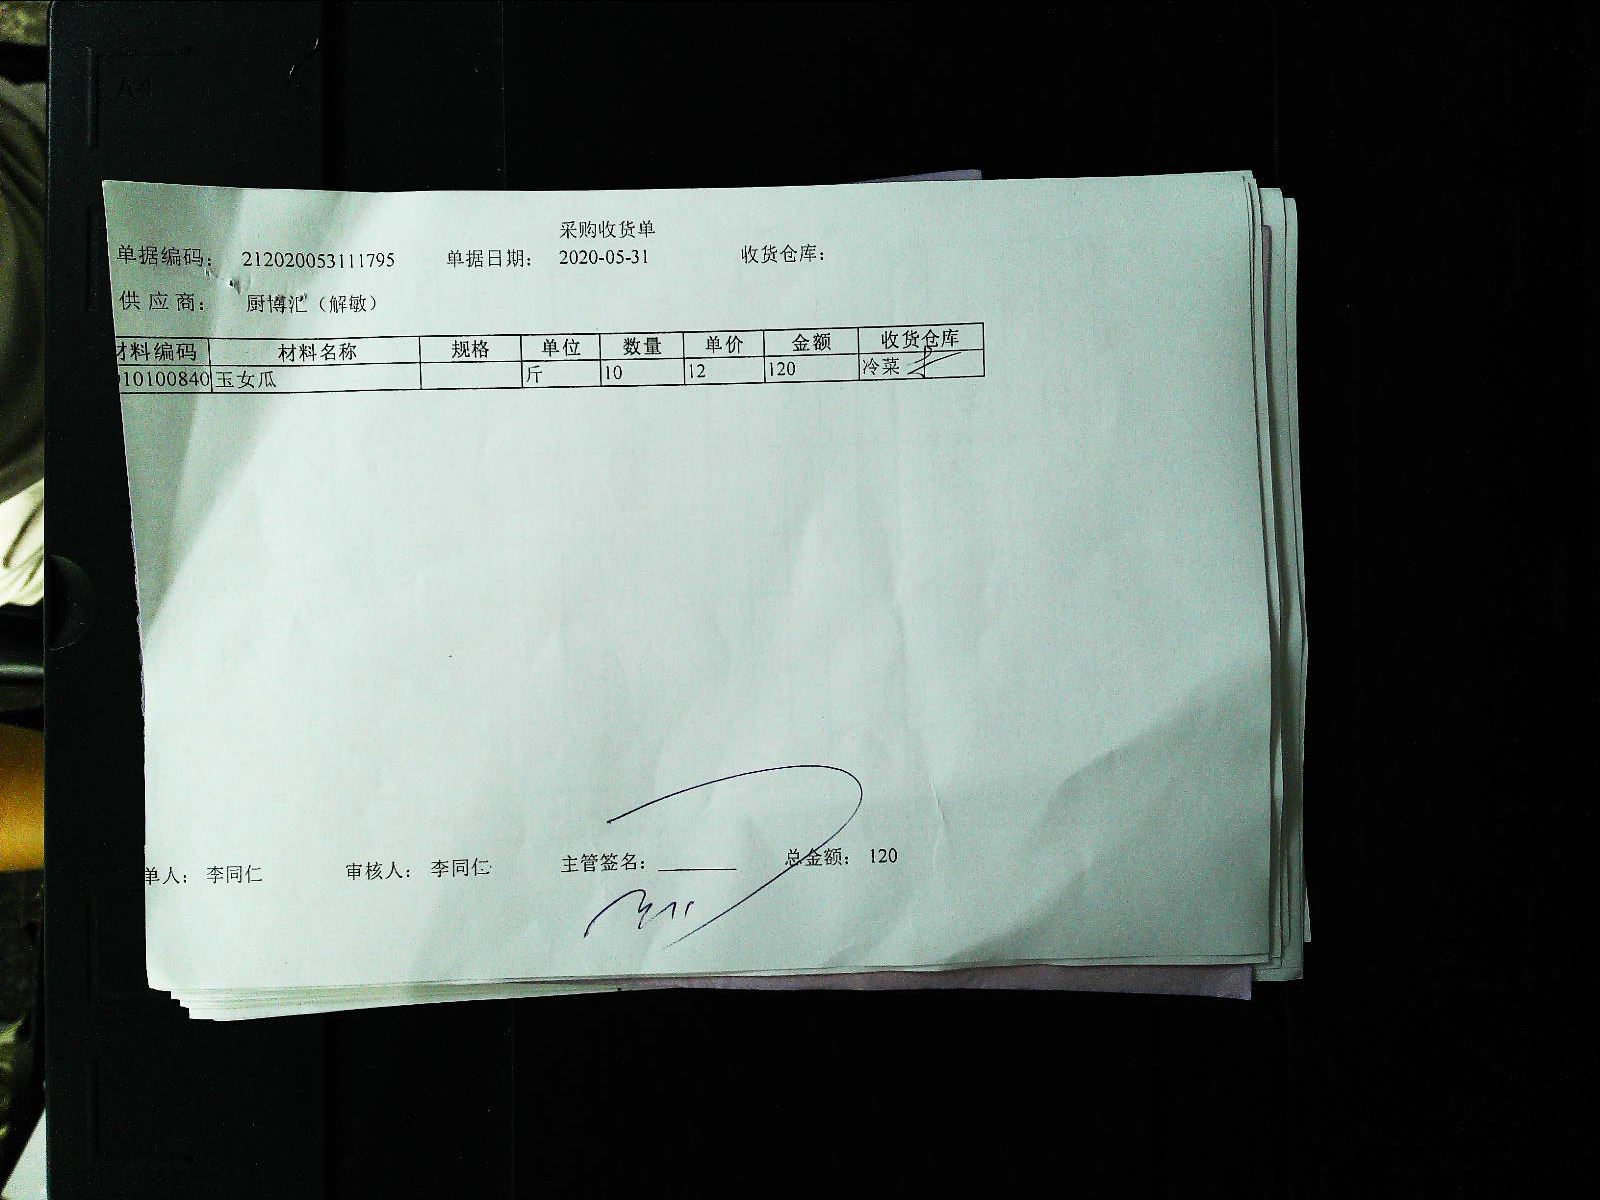 采购收货单
单据编码： 212020053111795 单据日期： 2020-05-31 收货仓库：
供应商： 厨博汇（解敏）
材料编码 材料名称 规格 单位 数量 单价 金额 收货仓库
10100840 玉女瓜 斤 10 12 120 冷菜
单人： 李同仁 审核人： 李同仁 主管签名： 总金额： 120